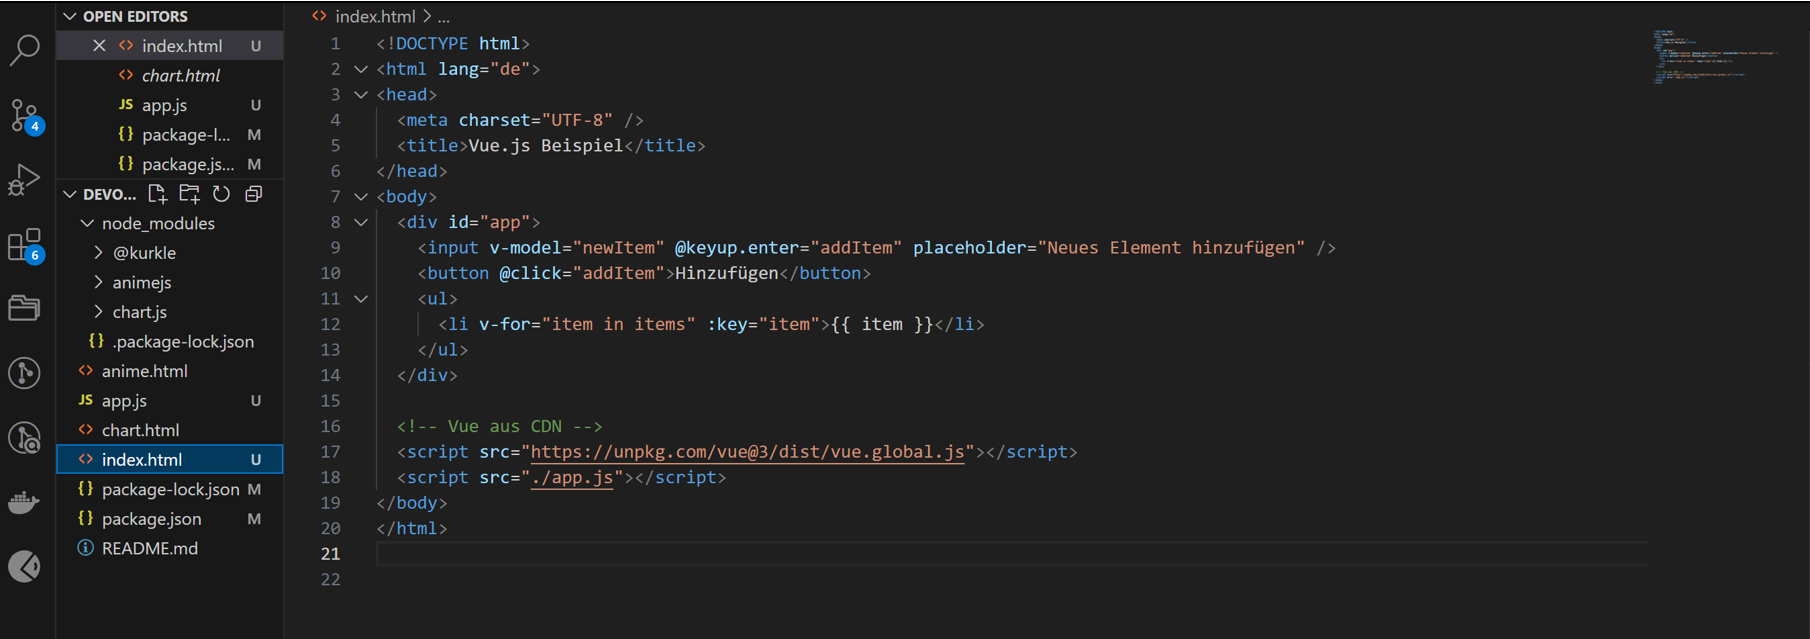 OPEN EDITORS
index.html U
chart.html
JS app.js U
{} package-l... M
{} package.js... M
DEVO...
node_modules
@kurkle
animejs
chart.js
{} .package-lock.json
anime.html
JS app.js U
chart.html
index.html U
{} package-lock.json M
{} package.json M
README.md
4
6
index.html > ...
1 <!DOCTYPE html>
2 <html lang="de">
3 <head>
4 <meta charset="UTF-8" />
5 <title>Vue.js Beispiel</title>
6 </head>
7 <body>
8 <div id="app">
9 <input v-model="newItem" @keyup.enter="addItem" placeholder="Neues Element hinzufügen" />
10 <button @click="addItem">Hinzufügen</button>
11 <ul>
12 <li v-for="item in items" :key="item">{{ item }}</li>
13 </ul>
14 </div>
15
16 <!-- Vue aus CDN -->
17 <script src="https://unpkg.com/vue@3/dist/vue.global.js"></script>
18 <script src="./app.js"></script>
19 </body>
20 </html>
21
22